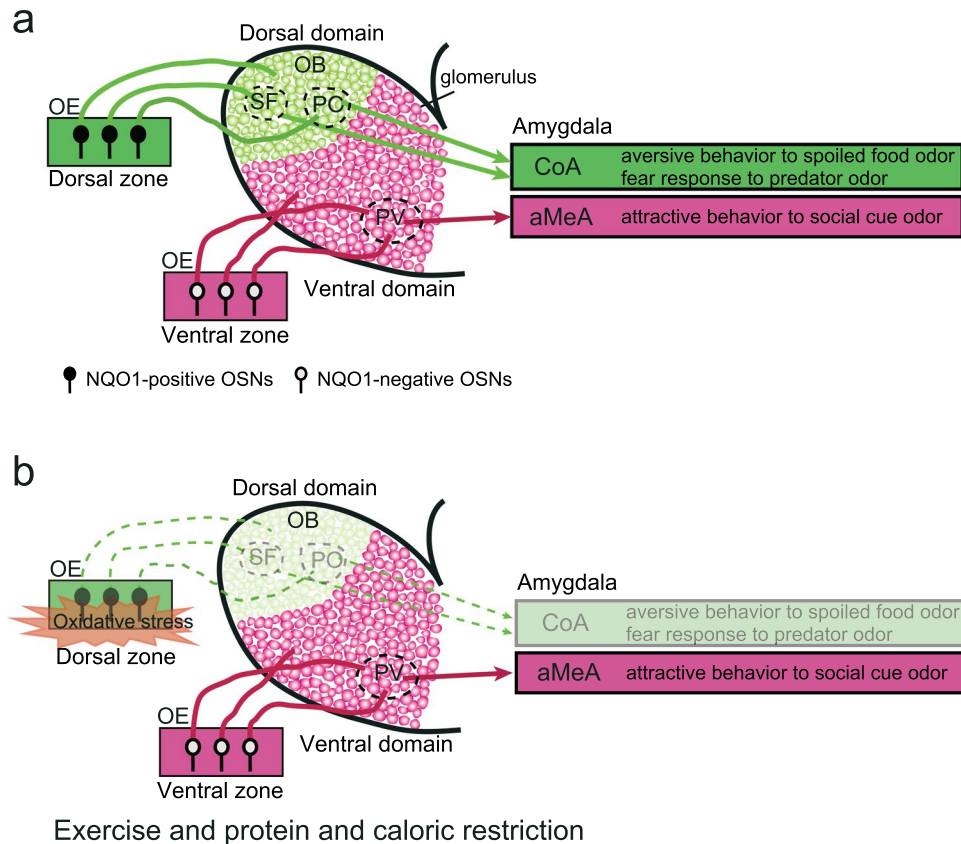 a
Dorsal domain
OB
glomerulus
SF
PC
OE
Dorsal zone
Amygdala
CoA
aversive behavior to spoiled food odor
fear response to predator odor
PV
aMeA
attractive behavior to social cue odor
OE
Ventral domain
Ventral zone
NQO1-positive OSNs
NQO1-negative OSNs
b
Dorsal domain
OB
SF
PC
OE
Oxidative stress
Dorsal zone
Amygdala
CoA
aversive behavior to spoiled food odor
fear response to predator odor
PV
aMeA
attractive behavior to social cue odor
OE
Ventral domain
Ventral zone
Exercise and protein and caloric restriction